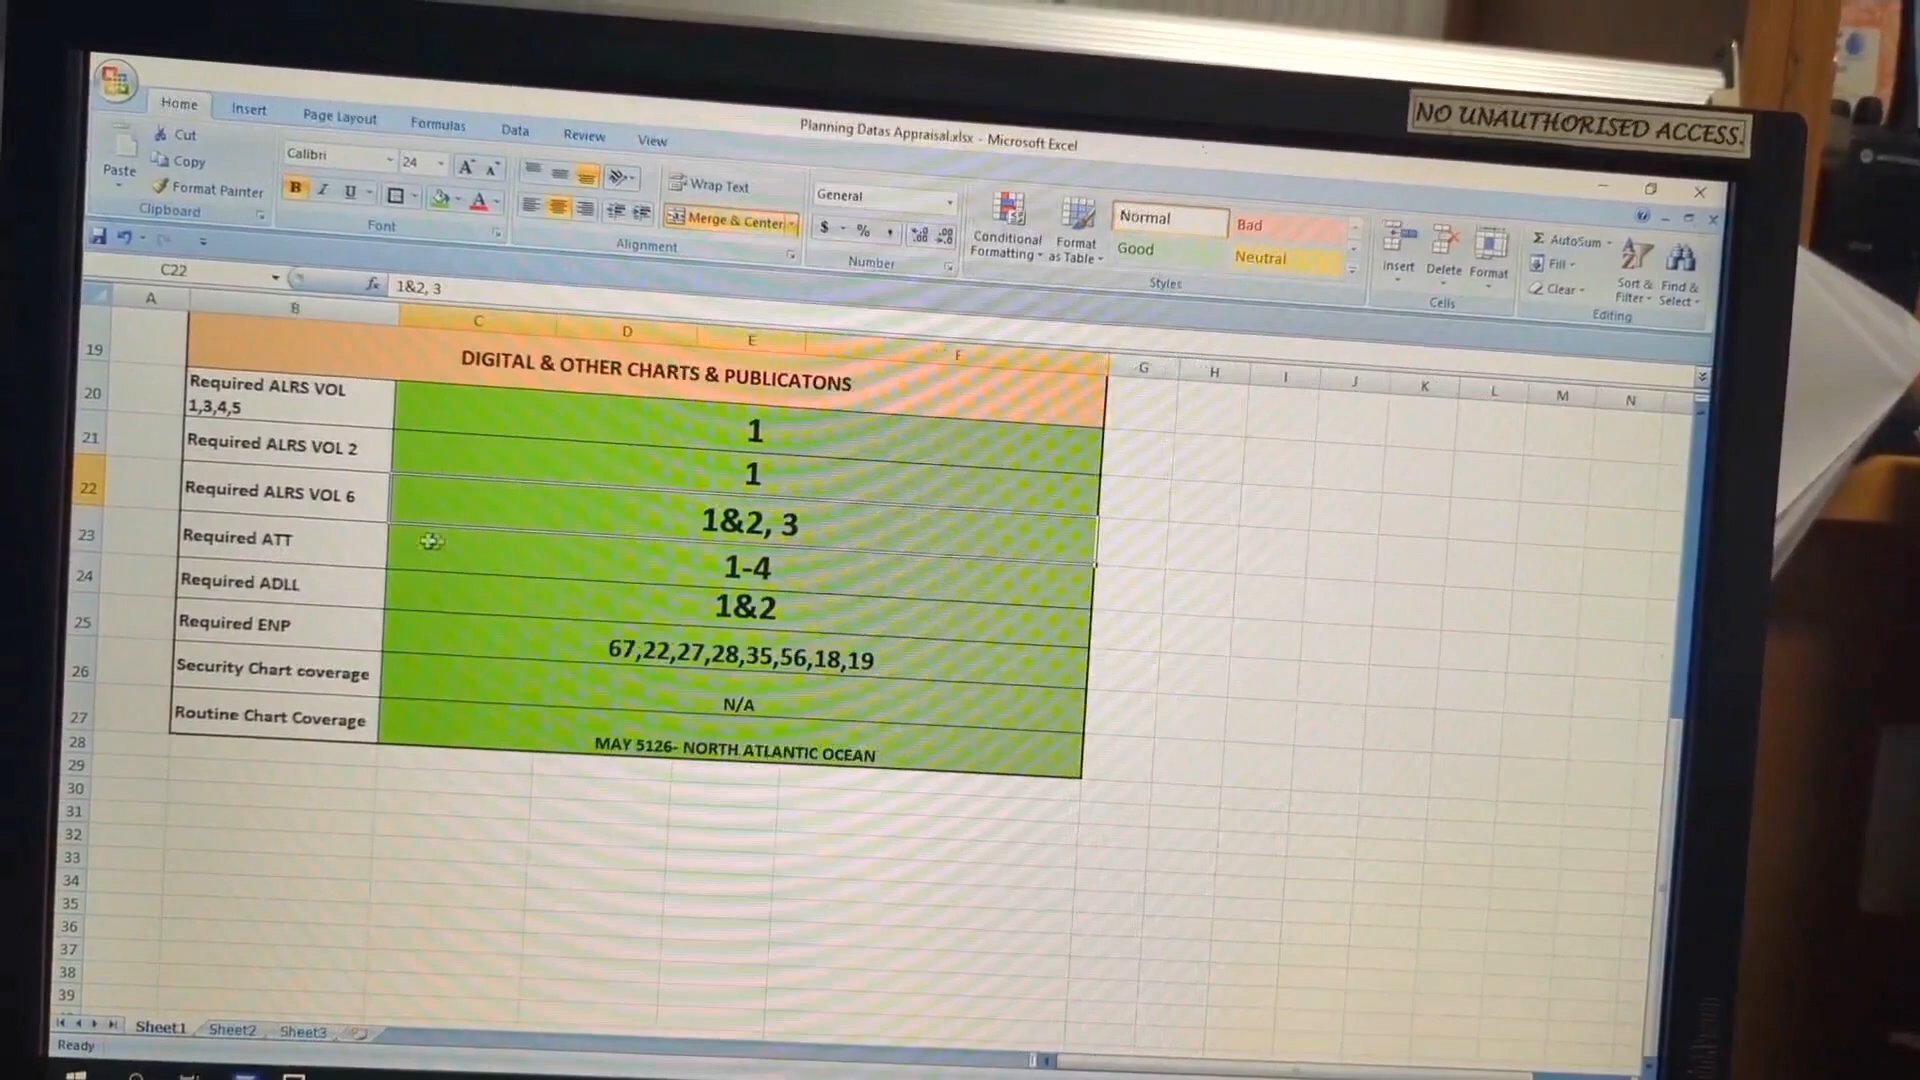 NO UNAUTHORISED ACCESS.
Planning Datas Appraisal.xlsx - Microsoft Excel
Home Insert Page Layout Formulas Data Review View
Cut
Copy
Paste
Format Painter
Clipboard
Calibri 24 A A
B I U A
Font
Wrap Text
Merge & Center
Alignment
General
$ % , .00 .00
Number
Conditional Formatting
Format as Table
Normal Bad
Good Neutral
Styles
Insert Delete Format
Cells
Σ AutoSum
Fill
Clear
Sort & Filter
Find & Select
Editing
C22 fx 1&2, 3
A B C D E F G H I J K L M N
19 DIGITAL & OTHER CHARTS & PUBLICATONS
20 Required ALRS VOL 1,3,4,5 1
21 Required ALRS VOL 2 1
22 Required ALRS VOL 6 1&2, 3
23 Required ATT 1-4
24 Required ADLL 1&2
25 Required ENP 67,22,27,28,35,56,18,19
26 Security Chart coverage N/A
27 Routine Chart Coverage MAY 5126- NORTH ATLANTIC OCEAN
28
29
30
31
32
33
34
35
36
37
38
39
Sheet1 Sheet2 Sheet3
Ready